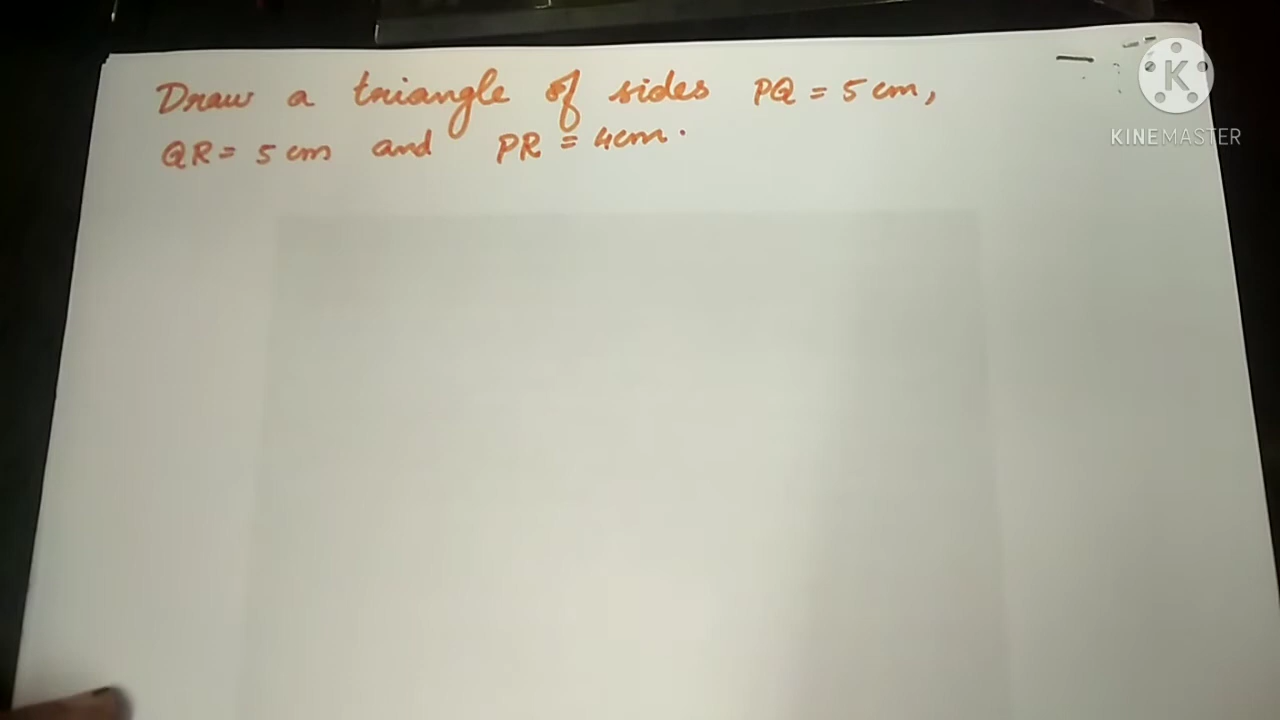 Draw a triangle of sides PQ = 5 cm,
QR = 5 cm and PR = 4cm.
K
KINEMASTER